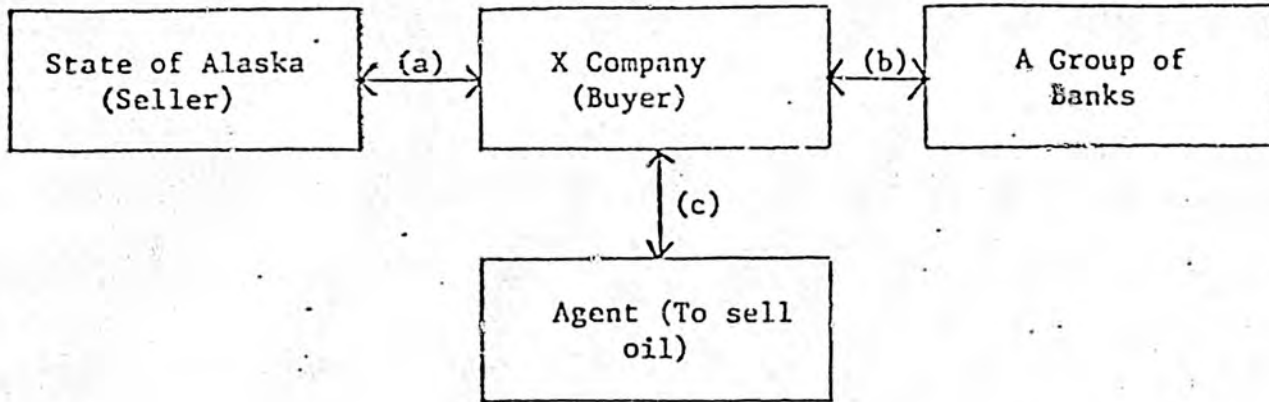 State of Alaska
(Seller)
(a)
X Company
(Buyer)
(b)
A Group of
Banks
(c)
Agent (To sell
oil)